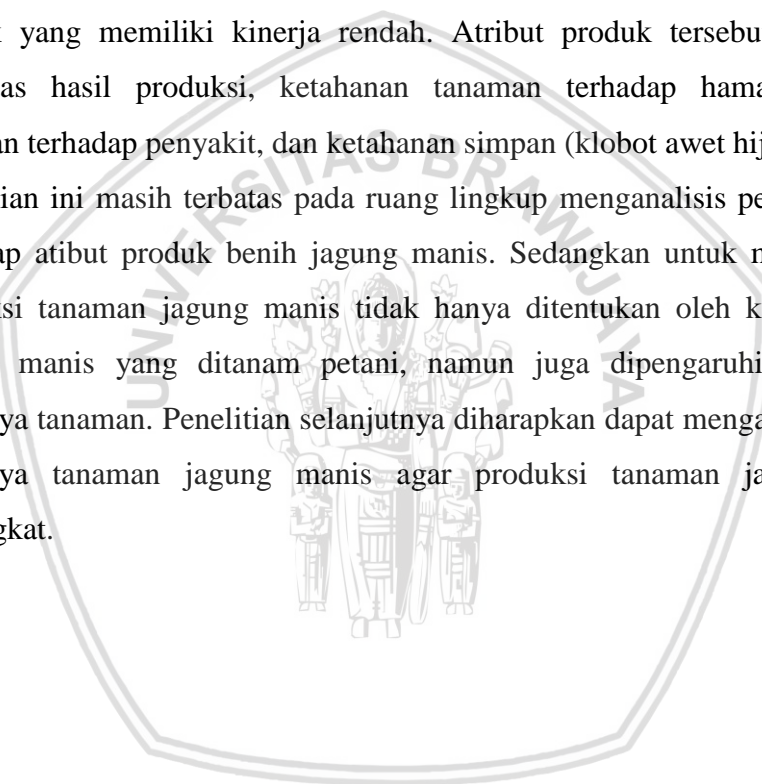 yang memiliki kinerja rendah. Atribut produk tersebu
as hasil produksi, ketahanan tanaman terhadap hama
an terhadap penyakit, dan ketahanan simpan (klobot awet hij
ian ini masih terbatas pada ruang lingkup menganalisis pe
ap atibut produk benih jagung manis. Sedangkan untuk m
si tanaman jagung manis tidak hanya ditentukan oleh k
manis yang ditanam petani, namun juga dipengaruhi
ya tanaman. Penelitian selanjutnya diharapkan dapat menga
ya tanaman jagung manis agar produksi tanaman ja
gkat.
UNIVERSITAS BRAWIJAYA